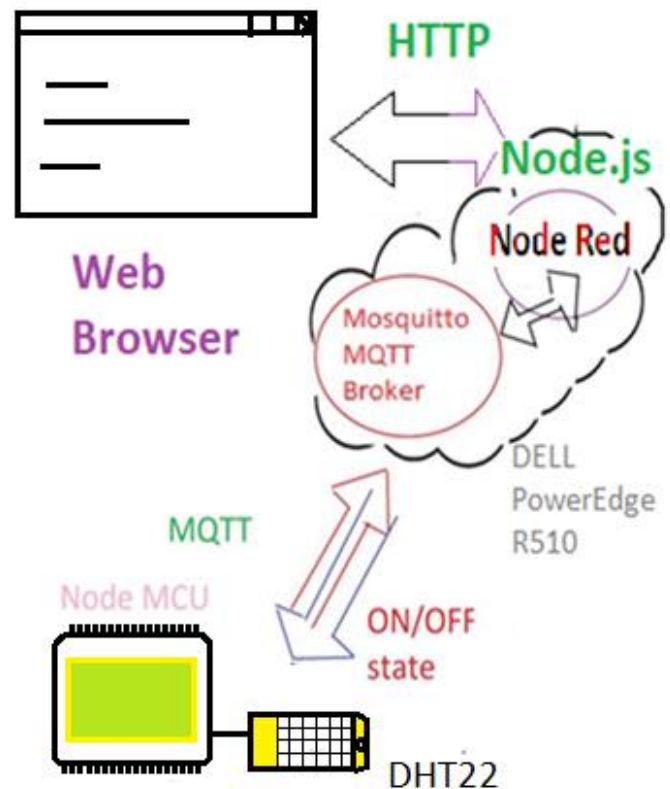 HTTP
Node.js
Node Red
Web
Browser
Mosquitto
MQTT
Broker
DELL
PowerEdge
R510
MQTT
Node MCU
ON/OFF
state
DHT22